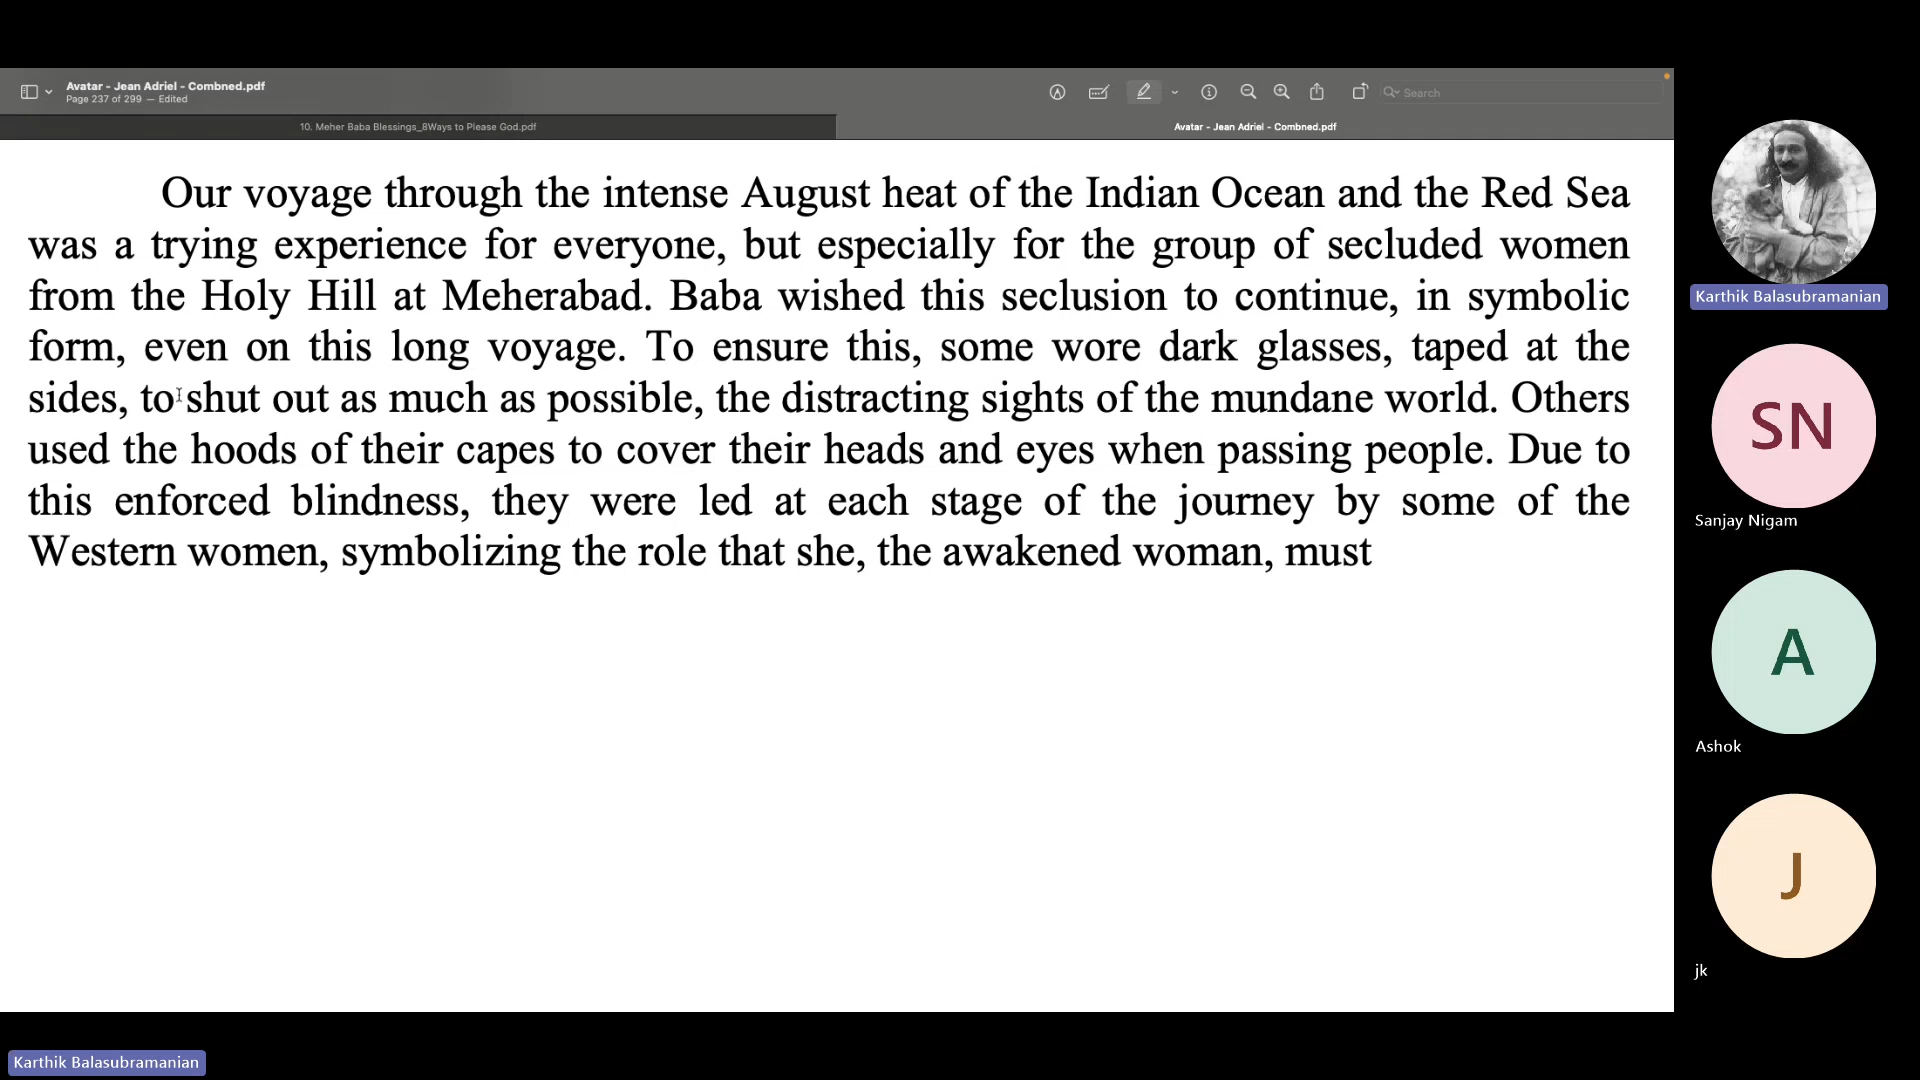 Avatar - Jean Adriel - Combned.pdf
Page 237 of 299 — Edited
Search
10. Meher Baba Blessings_8Ways to Please God.pdf
Avatar - Jean Adriel - Combned.pdf
Our voyage through the intense August heat of the Indian Ocean and the Red Sea
was a trying experience for everyone, but especially for the group of secluded women
from the Holy Hill at Meherabad. Baba wished this seclusion to continue, in symbolic
form, even on this long voyage. To ensure this, some wore dark glasses, taped at the
sides, to shut out as much as possible, the distracting sights of the mundane world. Others
used the hoods of their capes to cover their heads and eyes when passing people. Due to
this enforced blindness, they were led at each stage of the journey by some of the
Western women, symbolizing the role that she, the awakened woman, must
Karthik Balasubramanian
SN
Sanjay Nigam
A
Ashok
J
jk
Karthik Balasubramanian